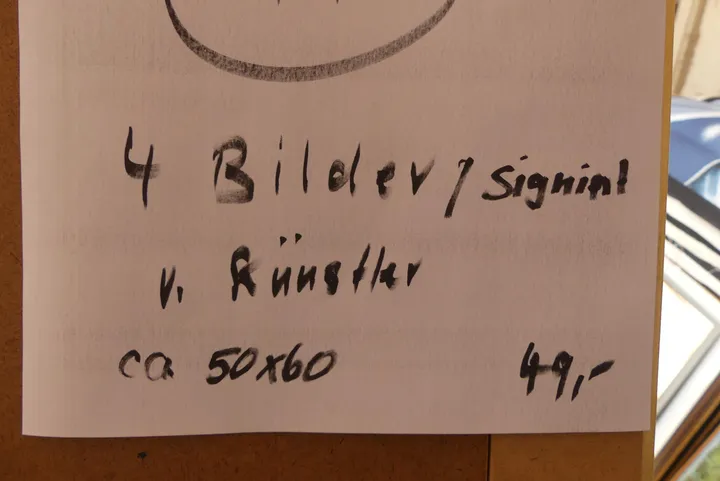 4 Bilder / signiert
v. Künstler
ca 50x60 49,-